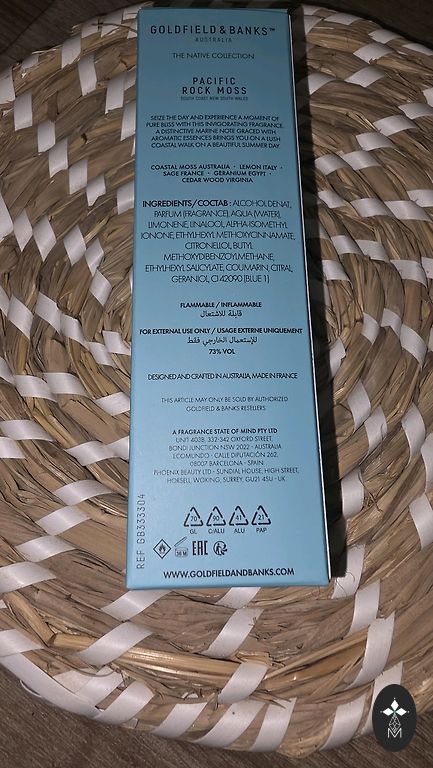 GOLDFIELD & BANKS™
AUSTRALIA
THE NATIVE COLLECTION
PACIFIC
ROCK MOSS
SOUTH COAST NEW SOUTH WALES
SEIZE THE DAY AND EXPERIENCE A MOMENT OF
PURE BLISS WITH THIS INVIGORATING FRAGRANCE.
A DISTINCTIVE MARINE NOTE GRACED WITH
AROMATIC ESSENCES BRINGS YOU ON A LUSH
COASTAL WALK ON A BEAUTIFUL SUMMER DAY.
COASTAL MOSS AUSTRALIA • LEMON ITALY •
SAGE FRANCE • GERANIUM EGYPT •
CEDAR WOOD VIRGINIA
INGREDIENTS/COCTAB : ALCOHOL DENAT,
PARFUM (FRAGRANCE), AQUA (WATER),
LIMONENE, LINALOOL, ALPHA-ISOMETHYL
IONONE, ETHYLHEXYL METHOXYCINNAMATE,
CITRONELLOL, BUTYL
METHOXYDIBENZOYLMETHANE,
ETHYLHEXYL SALICYLATE, COUMARIN, CITRAL,
GERANIOL, CI 42090 (BLUE 1)
FLAMMABLE / INFLAMMABLE
قابلة للاشتعال
FOR EXTERNAL USE ONLY / USAGE EXTERNE UNIQUEMENT
للإستعمال الخارجي فقط
73% VOL
DESIGNED AND CRAFTED IN AUSTRALIA, MADE IN FRANCE
THIS ARTICLE MAY ONLY BE SOLD BY AUTHORIZED
GOLDFIELD & BANKS RESELLERS
A FRAGRANCE STATE OF MIND PTY LTD
UNIT 403B, 332-342 OXFORD STREET,
BONDI JUNCTION NSW 2022 - AUSTRALIA
ECOMUNDO - CALLE DIPUTACIÓN 262,
08007 BARCELONA - SPAIN
PHOENIX BEAUTY LTD - SUNDIAL HOUSE, HIGH STREET,
HORSELL, WOKING, SURREY, GU21 4SU - UK
70 90 41 21
GL C/ALU ALU PAP
36 M EAC
REF GB333304
WWW.GOLDFIELDANDBANKS.COM
M